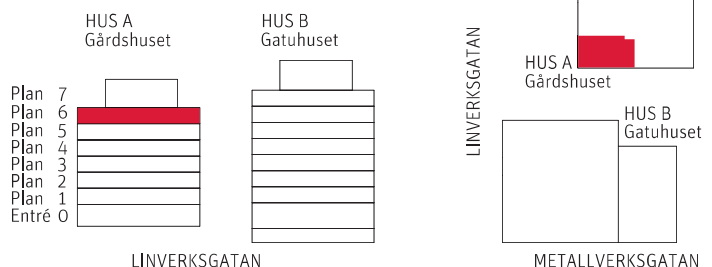 HUS A
Gårdshuset
HUS B
Gatuhuset
Plan 7
Plan 6
Plan 5
Plan 4
Plan 3
Plan 2
Plan 1
Entré 0
LINVERKSGATAN
LINVERKSGATAN
HUS A
Gårdshuset
HUS B
Gatuhuset
METALLVERKSGATAN